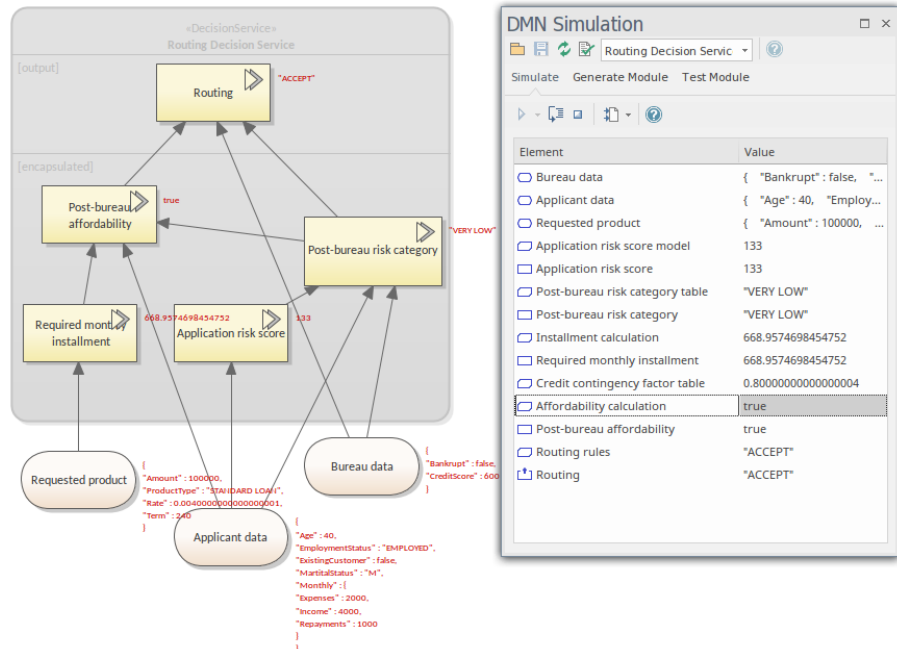 «DecisionService»
Routing Decision Service
[output]
Routing
"ACCEPT"
[encapsulated]
Post-bureau
affordability
true
Post-bureau risk category
"VERY LOW"
Required monthly
installment
668.9574698454752
Application risk score
133
Requested product
{
"Amount" : 100000,
"ProductType" : "STANDARD LOAN",
"Rate" : 0.0040000000000000001,
"Term" : 240
}
Bureau data
{
"Bankrupt" : false,
"CreditScore" : 600
}
Applicant data
{
"Age" : 40,
"EmploymentStatus" : "EMPLOYED",
"ExistingCustomer" : false,
"MartitalStatus" : "M",
"Monthly" : {
"Expenses" : 2000,
"Income" : 4000,
"Repayments" : 1000
}
}
DMN Simulation
Routing Decision Servic
Simulate Generate Module Test Module
Element Value
Bureau data { "Bankrupt" : false, "...
Applicant data { "Age" : 40, "Employ...
Requested product { "Amount" : 100000, ...
Application risk score model 133
Application risk score 133
Post-bureau risk category table "VERY LOW"
Post-bureau risk category "VERY LOW"
Installment calculation 668.9574698454752
Required monthly installment 668.9574698454752
Credit contingency factor table 0.80000000000000004
Affordability calculation true
Post-bureau affordability true
Routing rules "ACCEPT"
Routing "ACCEPT"